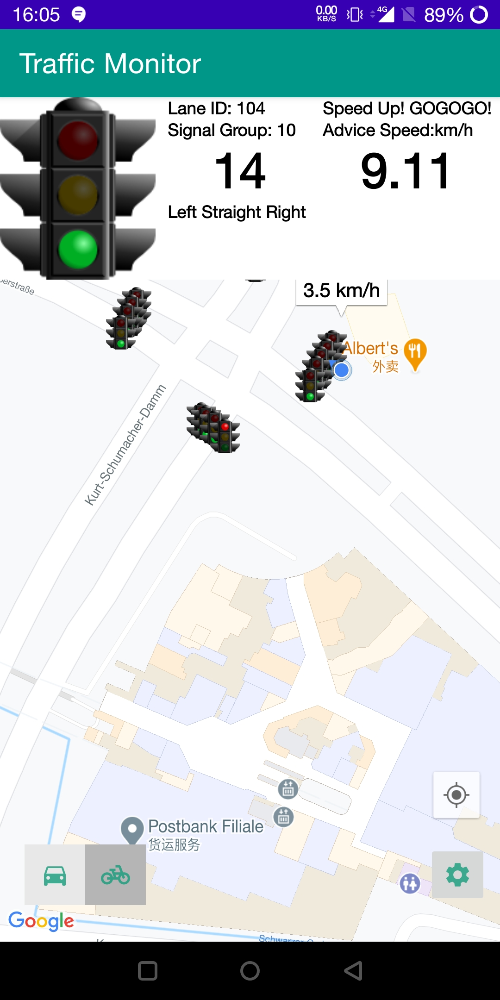 16:05
0.00
KB/S
4G
89%
Traffic Monitor
Lane ID: 104
Signal Group: 10
14
Left Straight Right
Speed Up! GOGOGO!
Advice Speed:km/h
9.11
3.5 km/h
Albert's
外卖
Kurt-Schumacher-Damm
Postbank Filiale
货运服务
Google
Schwarzer